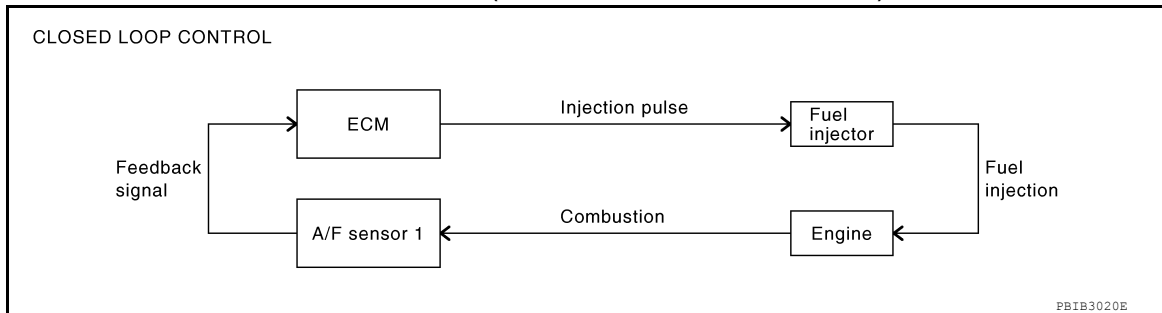 CLOSED LOOP CONTROL
ECM
Injection pulse
Fuel
injector
Feedback
signal
Fuel
injection
A/F sensor 1
Combustion
Engine
PBIB3020E